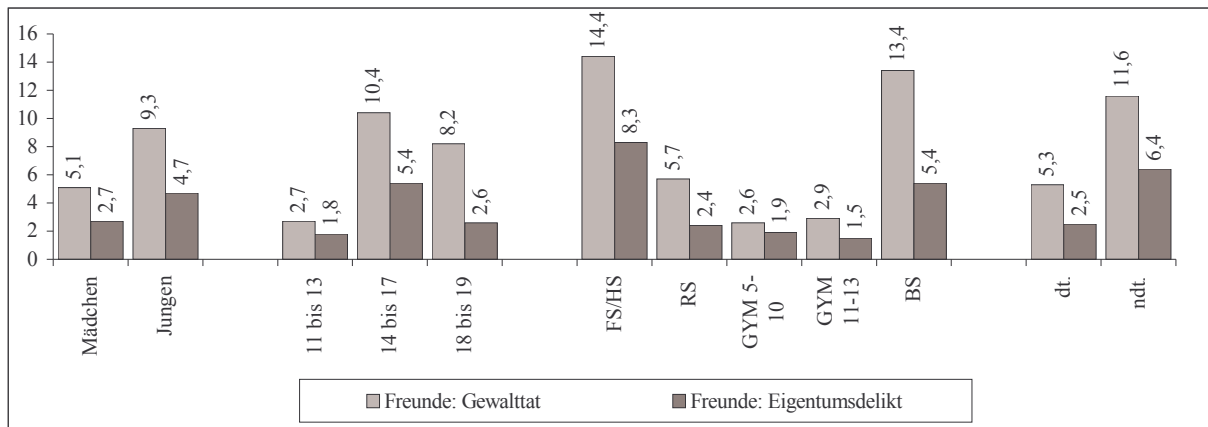 16
14
12
10
8
6
4
2
0
5,1
2,7
9,3
4,7
2,7
1,8
10,4
5,4
8,2
2,6
14,4
8,3
5,7
2,4
2,6
1,9
2,9
1,5
13,4
5,4
5,3
2,5
11,6
6,4
Mädchen
Jungen
11 bis 13
14 bis 17
18 bis 19
FS/HS
RS
GYM 5-
10
GYM
11-13
BS
dt.
ndt.
Freunde: Gewalttat
Freunde: Eigentumsdelikt